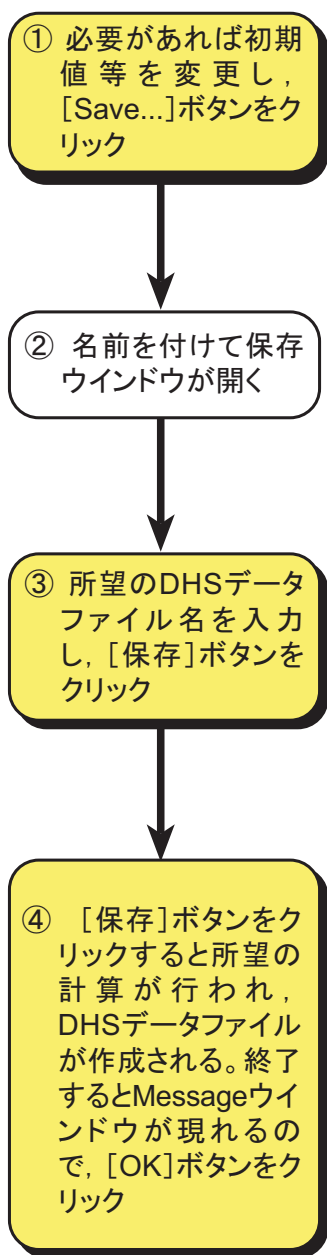 ① 必要があれば初期
値等を変更し，
［Save...］ボタンをク
リック
② 名前を付けて保存
ウインドウが開く
③ 所望のDHSデータ
ファイル名を入力
し，［保存］ボタンを
クリック
④ ［保存］ボタンをク
リックすると所望の
計算が行われ，
DHSデータファイル
が作成される。終了
するとMessageウイ
ンドウが現れるの
で，［OK］ボタンをク
リック